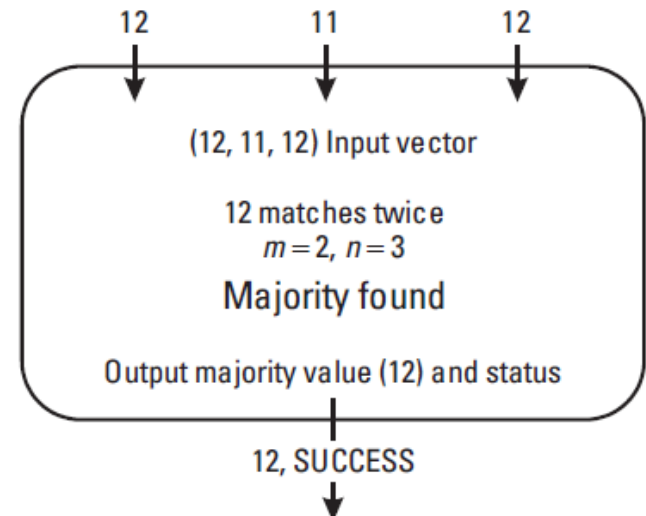 12 11 12
(12, 11, 12) Input vector
12 matches twice
m=2, n=3
Majority found
Output majority value (12) and status
12, SUCCESS